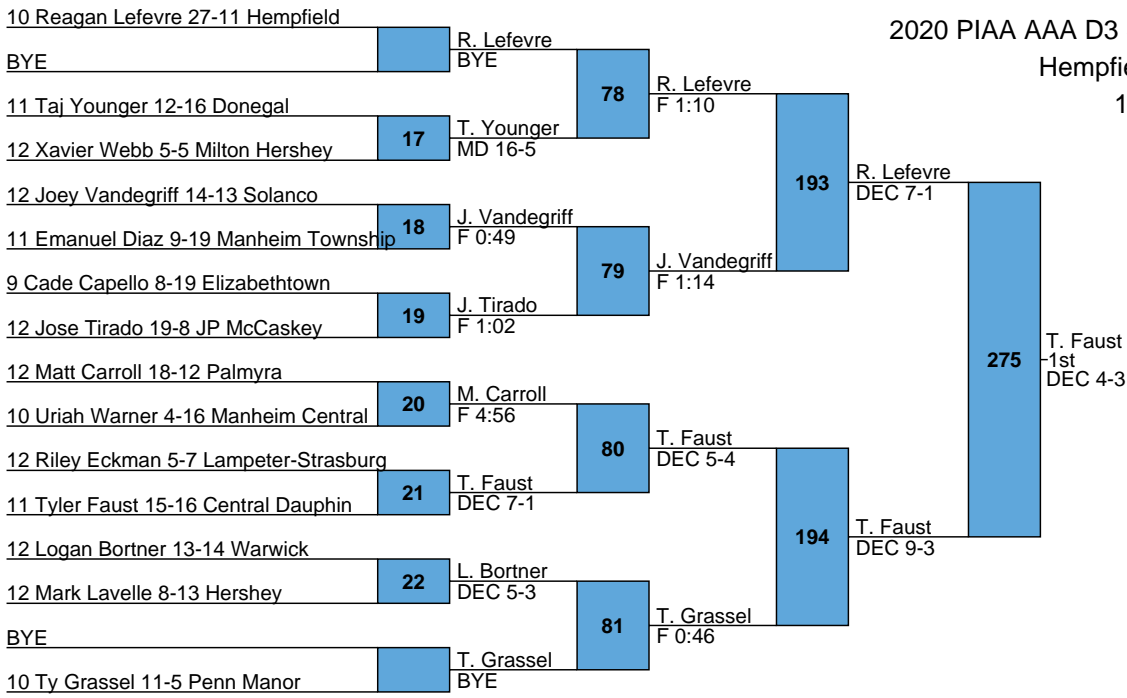 2020 PIAA AAA D3
Hempfie
1
10 Reagan Lefevre 27-11 Hempfield
BYE
11 Taj Younger 12-16 Donegal
12 Xavier Webb 5-5 Milton Hershey
12 Joey Vandegriff 14-13 Solanco
11 Emanuel Diaz 9-19 Manheim Township
9 Cade Capello 8-19 Elizabethtown
12 Jose Tirado 19-8 JP McCaskey
12 Matt Carroll 18-12 Palmyra
10 Uriah Warner 4-16 Manheim Central
12 Riley Eckman 5-7 Lampeter-Strasburg
11 Tyler Faust 15-16 Central Dauphin
12 Logan Bortner 13-14 Warwick
12 Mark Lavelle 8-13 Hershey
BYE
10 Ty Grassel 11-5 Penn Manor
17
18
19
20
21
22
R. Lefevre
BYE
T. Younger
MD 16-5
J. Vandegriff
F 0:49
J. Tirado
F 1:02
M. Carroll
F 4:56
T. Faust
DEC 7-1
L. Bortner
DEC 5-3
T. Grassel
BYE
78
79
80
81
R. Lefevre
F 1:10
J. Vandegriff
F 1:14
T. Faust
DEC 5-4
T. Grassel
F 0:46
193
194
R. Lefevre
DEC 7-1
T. Faust
DEC 9-3
275
T. Faust
1st
DEC 4-3